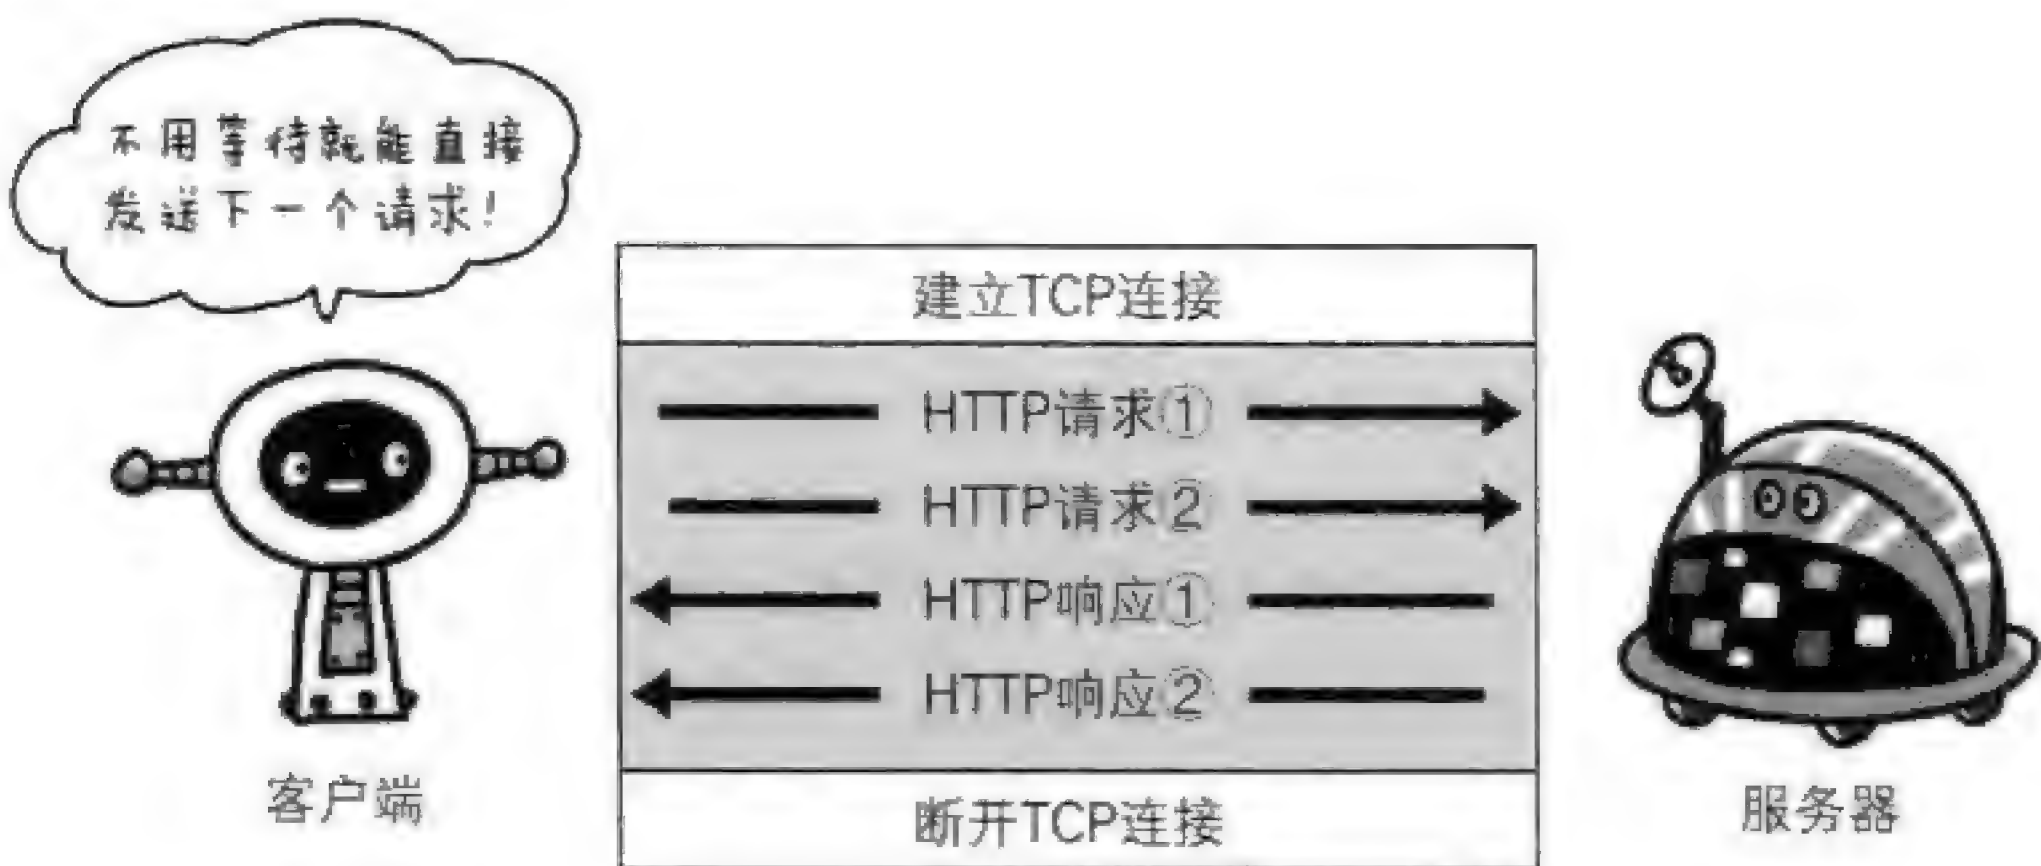 不用等待就能直接
发送下一个请求！
建立TCP连接
HTTP请求①
HTTP请求②
HTTP响应①
HTTP响应②
断开TCP连接
客户端
服务器